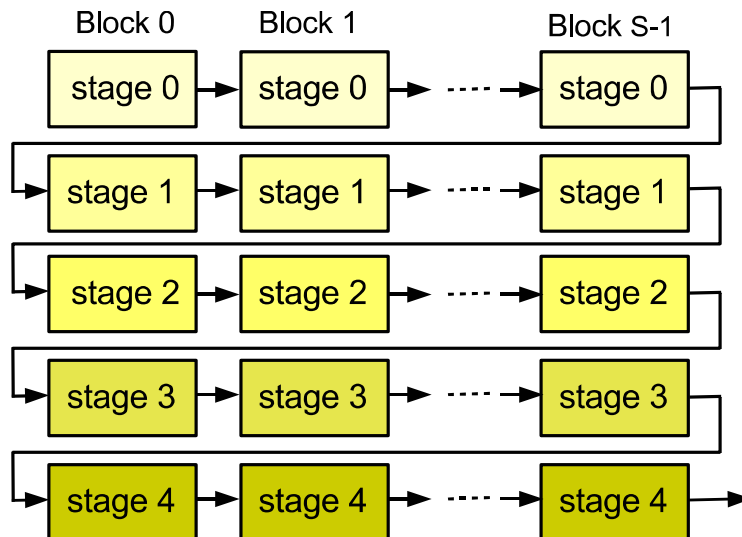 Block 0 Block 1 Block S-1
stage 0 stage 0 stage 0
stage 1 stage 1 stage 1
stage 2 stage 2 stage 2
stage 3 stage 3 stage 3
stage 4 stage 4 stage 4